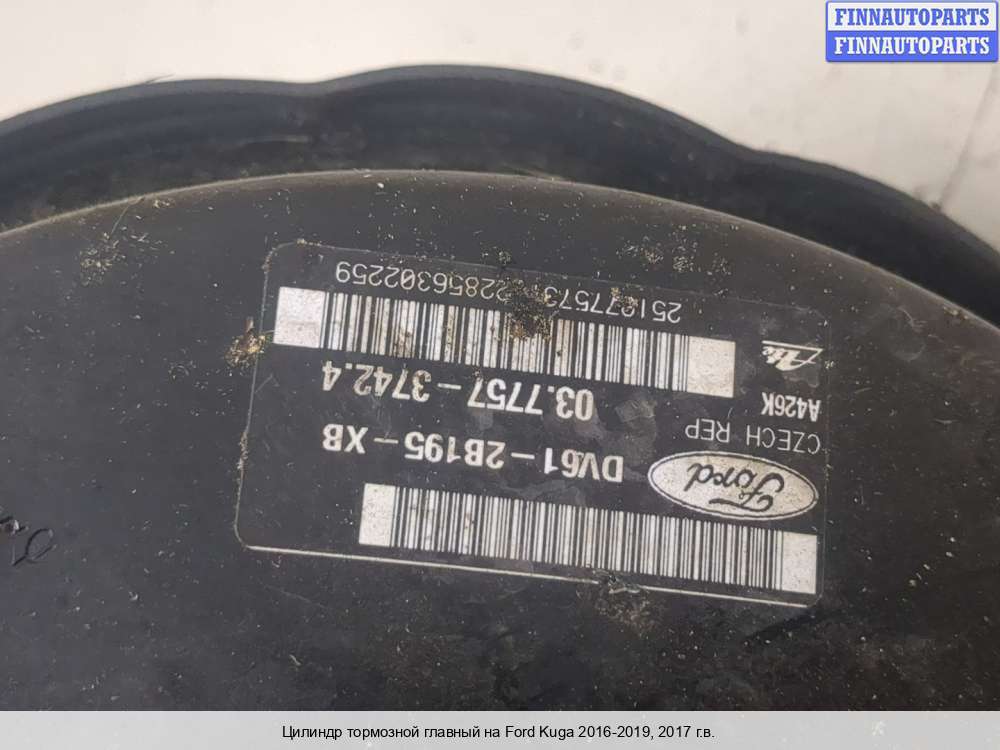 FINNAUTOPARTS
FINNAUTOPARTS
Ford
DV61-2B195-XB
CZECH REP
A426K
03.7757-3742.4
Ate
Цилиндр тормозной главный на Ford Kuga 2016-2019, 2017 г.в.